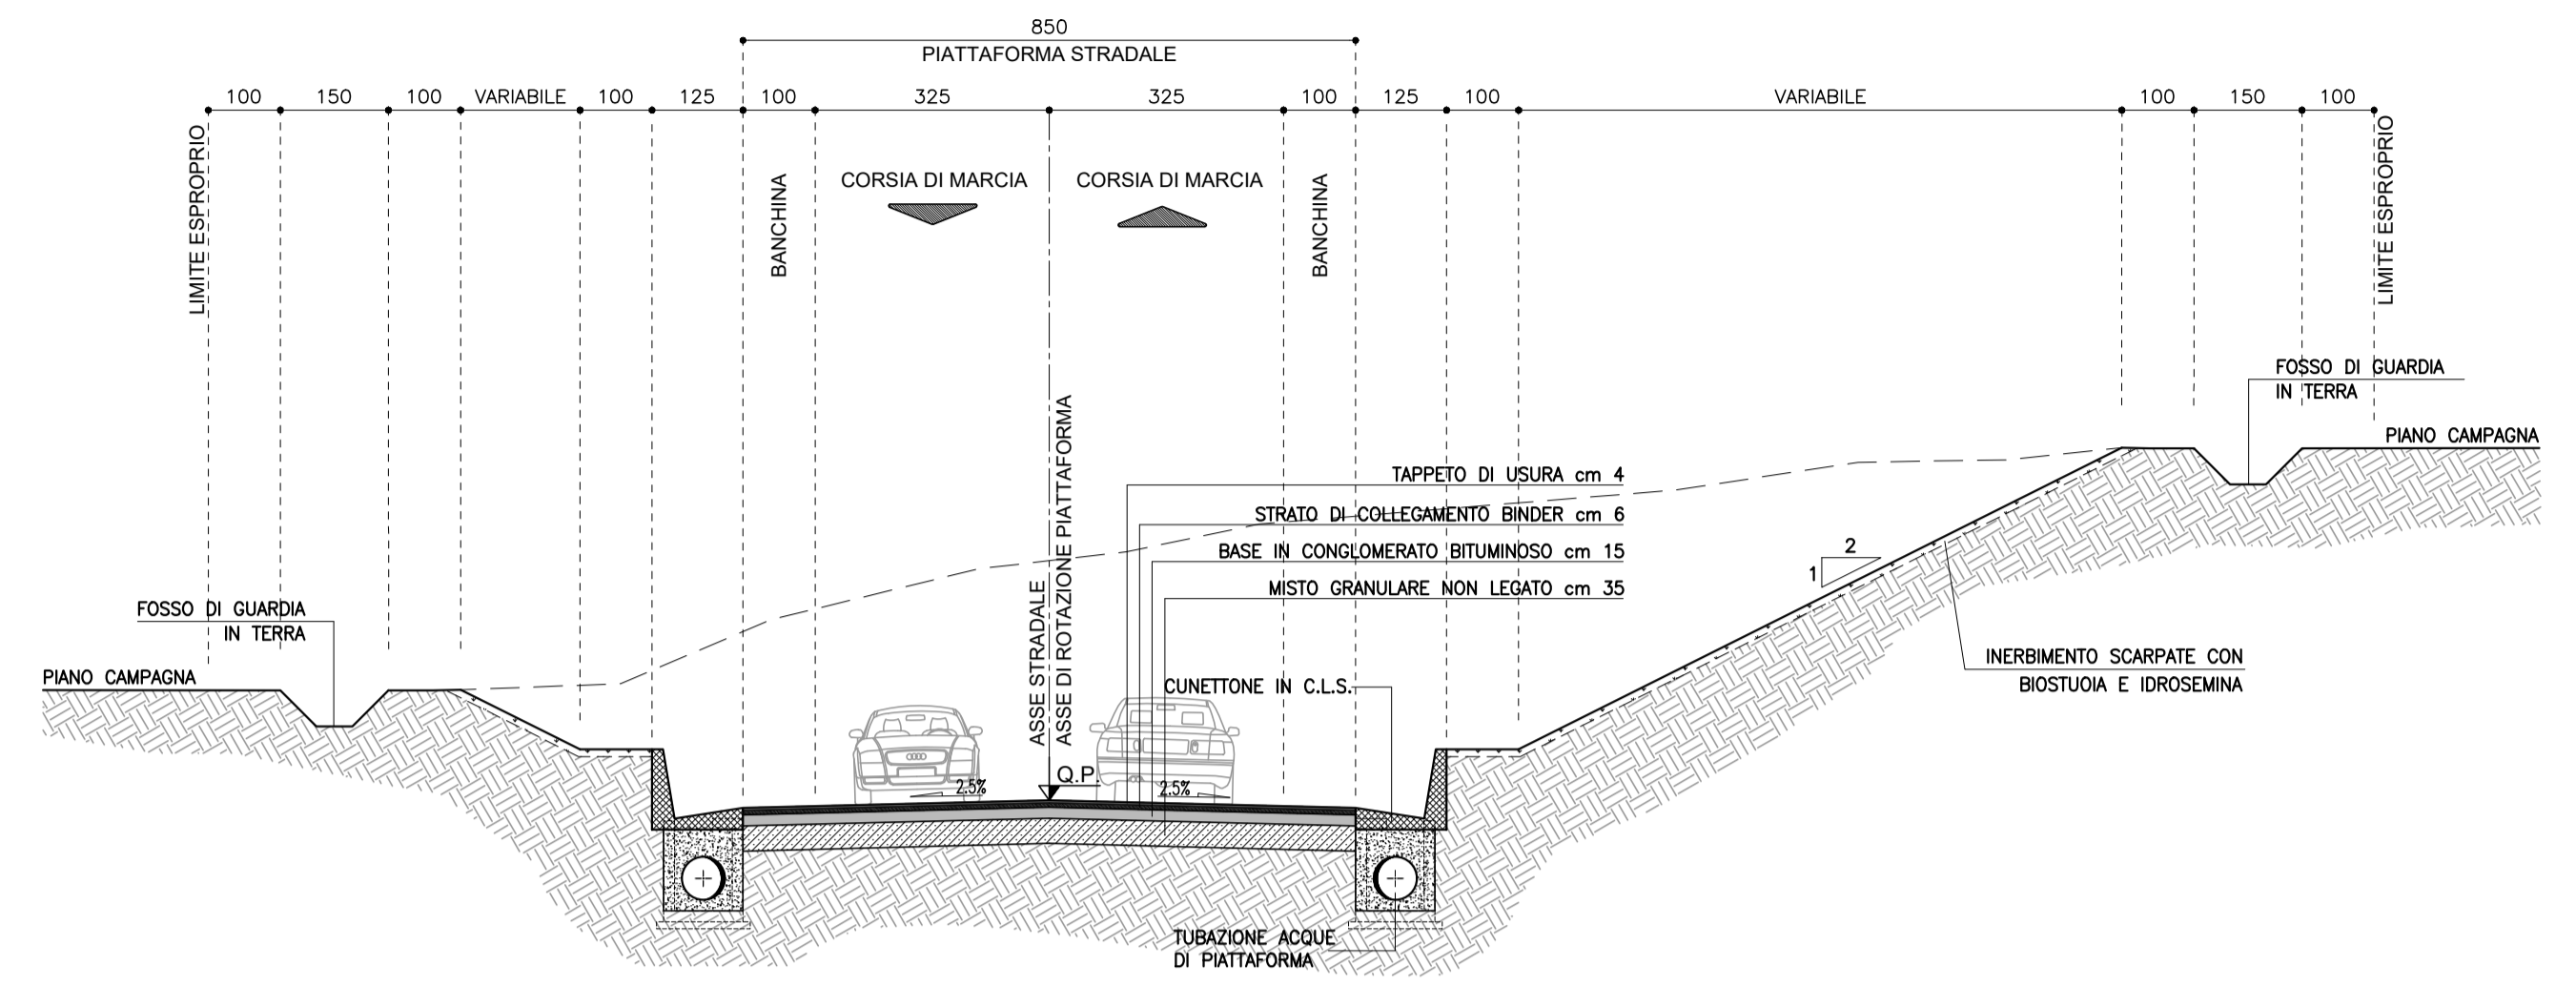 850
PIATTAFORMA STRADALE
100 150 100 VARIABILE 100 125 100 325 325 100 125 100 VARIABILE 100 150 100
LIMITE ESPROPRIO
BANCHINA
CORSIA DI MARCIA
CORSIA DI MARCIA
BANCHINA
LIMITE ESPROPRIO
FOSSO DI GUARDIA
IN TERRA
PIANO CAMPAGNA
ASSE STRADALE
ASSE DI ROTAZIONE PIATTAFORMA
TAPPETO DI USURA cm 4
STRATO DI COLLEGAMENTO BINDER cm 6
BASE IN CONGLOMERATO BITUMINOSO cm 15
MISTO GRANULARE NON LEGATO cm 35
2
1
FOSSO DI GUARDIA
IN TERRA
PIANO CAMPAGNA
INERBIMENTO SCARPATE CON
BIOSTUOIA E IDROSEMINA
CUNETTONE IN C.L.S.
Q.P.
2.5%
2.5%
TUBAZIONE ACQUE
DI PIATTAFORMA